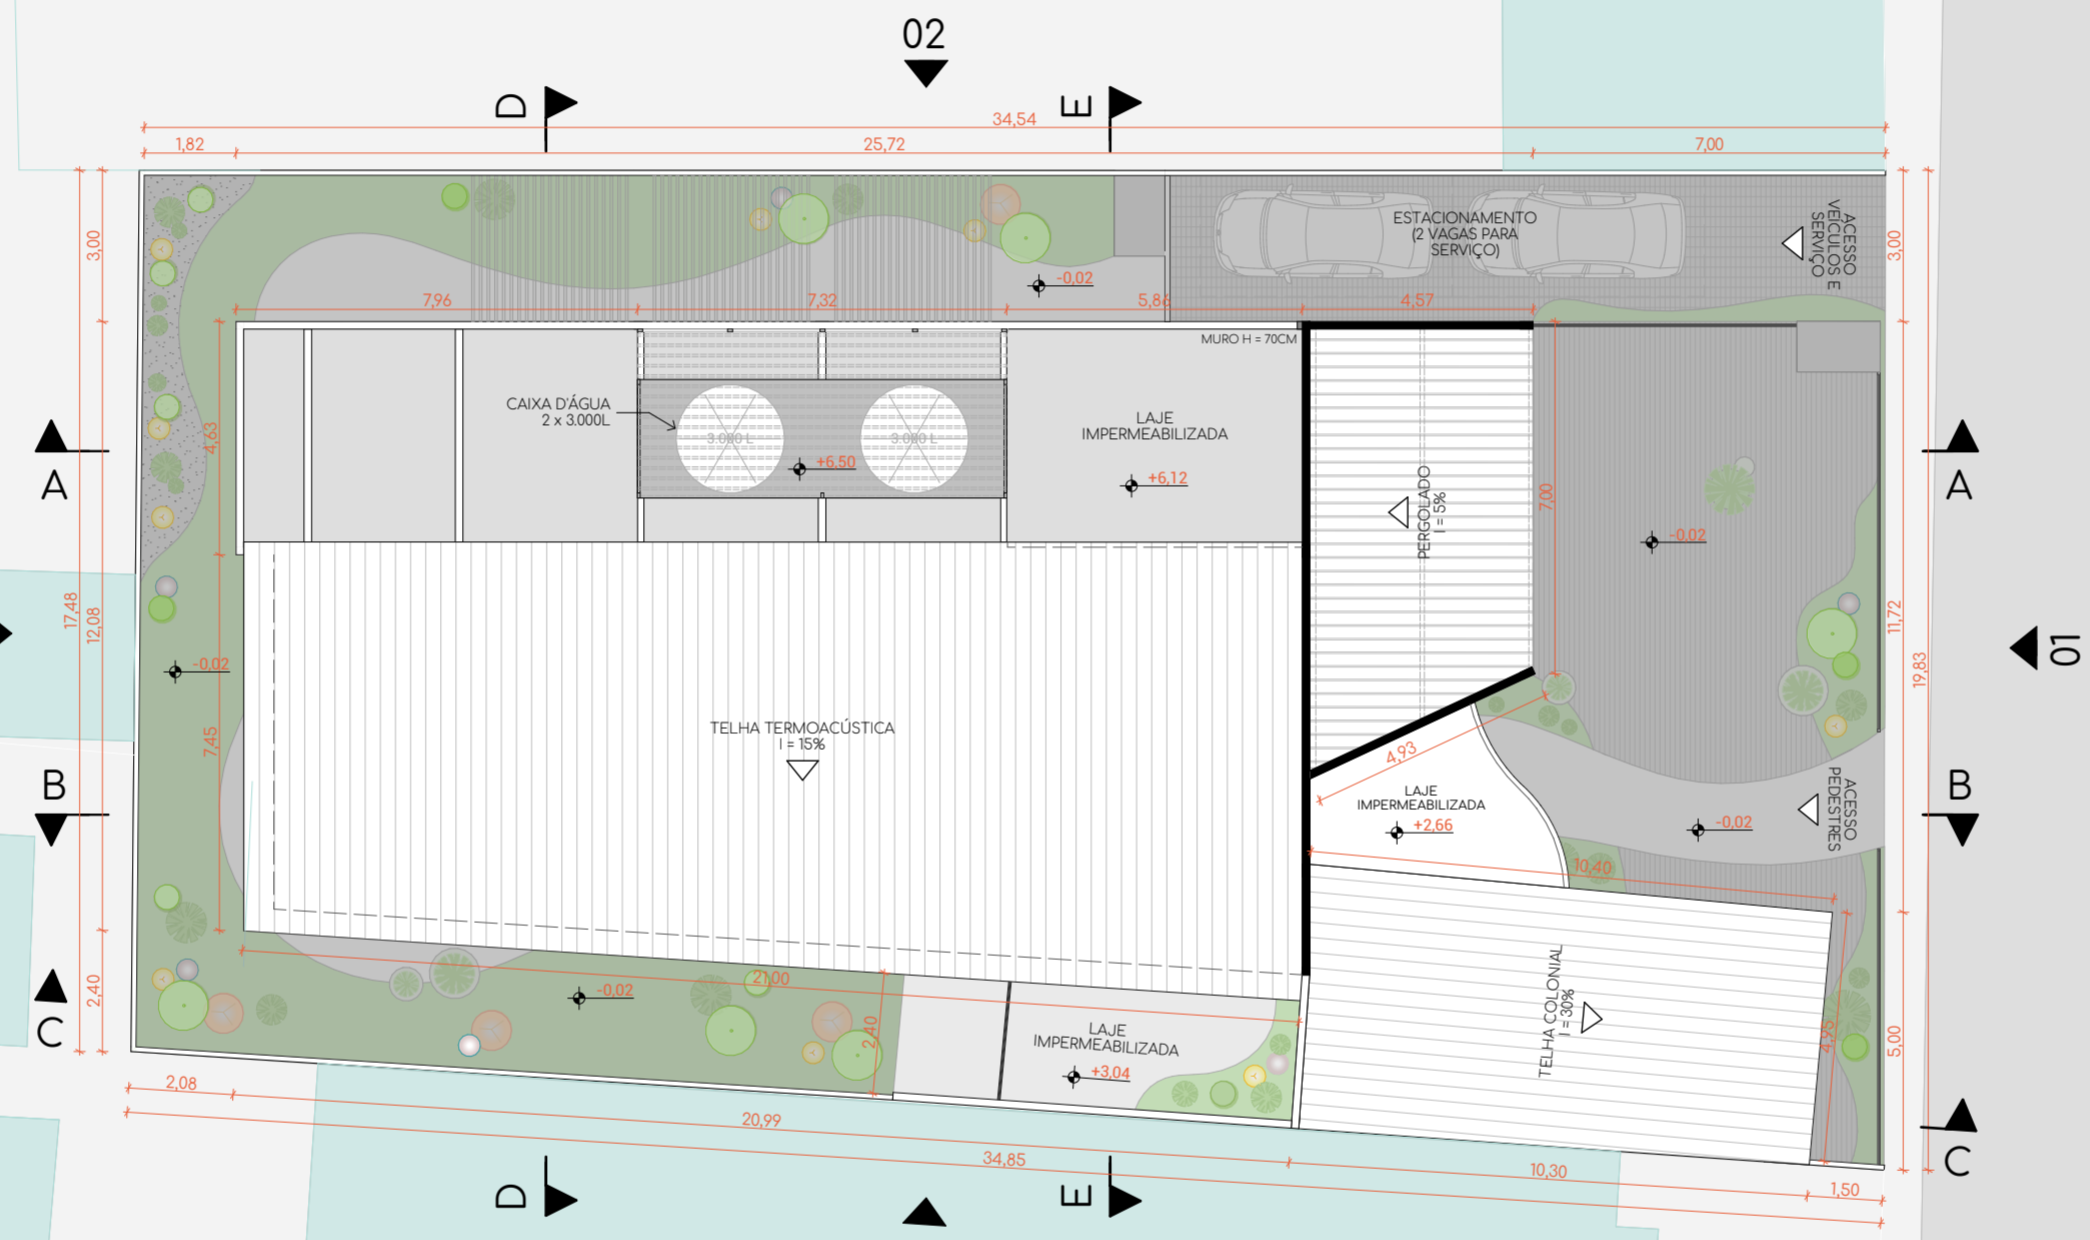 02
D
E
34,54
1,82
25,72
7,00
ACESSO
VEÍCULOS E
SERVIÇO
ESTACIONAMENTO
(2 VAGAS PARA
SERVIÇO)
3,00
3,00
-0,02
7,96
7,32
5,86
4,57
MURO H = 70CM
CAIXA D'ÁGUA
2 x 3.000L
3.000 L
3.000 L
+6,50
LAJE
IMPERMEABILIZADA
+6,12
PERGOLADO
I = 5%
7,00
-0,02
A
A
4,63
17,48
12,08
11,72
19,83
01
-0,02
7,45
TELHA TERMOACÚSTICA
I = 15%
4,93
LAJE
IMPERMEABILIZADA
+2,66
-0,02
ACESSO
PEDESTRES
B
B
10,40
2,40
C
-0,02
21,00
2,40
LAJE
IMPERMEABILIZADA
+3,04
TELHA COLONIAL
I = 30%
4,95
5,00
C
2,08
20,99
34,85
10,30
1,50
D
E